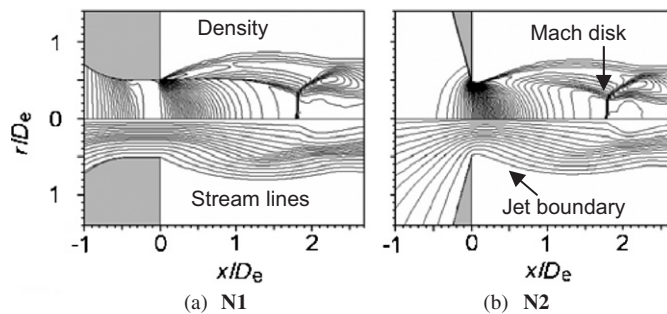 Density
Mach disk
1
0
1
r/Dₑ
Stream lines
Jet boundary
-1 0 1 2
-1 0 1 2
x/Dₑ
x/Dₑ
(a) N1
(b) N2